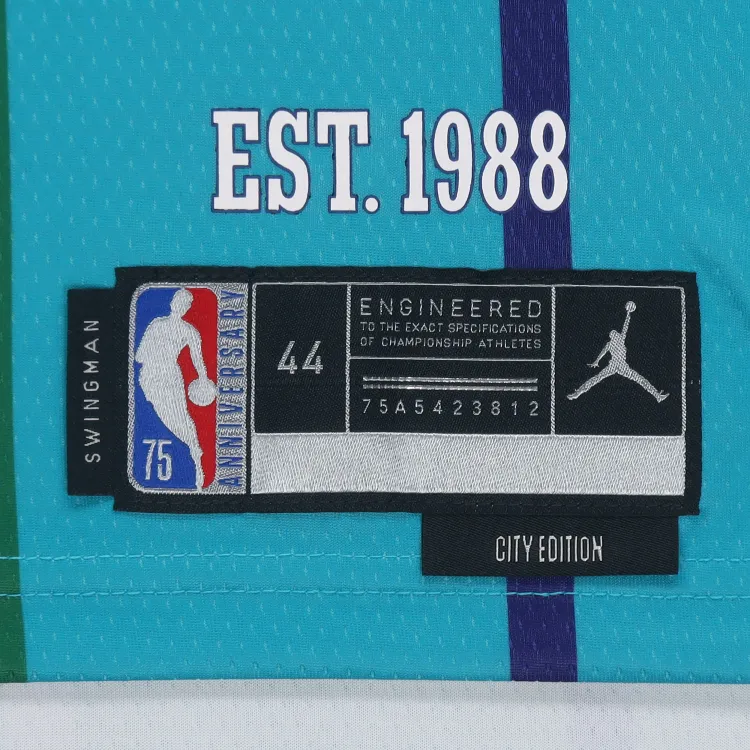 EST. 1988
SWINGMAN
75
ANNIVERSARY
44
ENGINEERED
TO THE EXACT SPECIFICATIONS
OF CHAMPIONSHIP ATHLETES
75A5423812
CITY EDITION